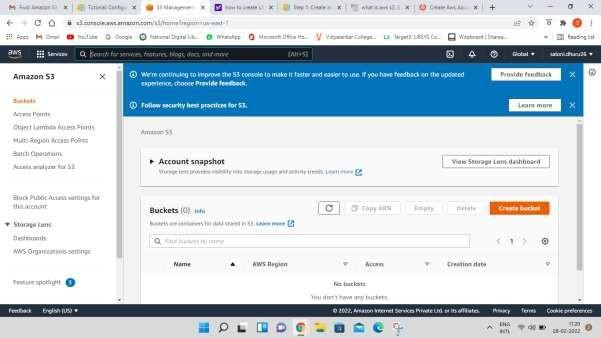 Fwd: Amazon S3
Tutorial: Config
S3 Management
how to create s3
Step 1: Create a
what is aws s3
Create Aws Acco
s3.console.aws.amazon.com/s3/home?region=us-east-1
Apps
Gmail
YouTube
Google
National Digital Lib...
WhatsApp
Microsoft Office Ho...
Vidyalankar College...
TargetX: LIBSYS Co...
Reading list
aws
Services
Search for services, features, blogs, docs, and more
[Alt+S]
Global
Amazon S3
We're continuing to improve the S3 console to make it faster and easier to use. If you have feedback on the updated
experience, choose Provide feedback.
Provide feedback
Follow security best practices for S3.
Learn more
Buckets
Access Points
Object Lambda Access Points
Multi-Region Access Points
Batch Operations
Access analyzer for S3
Block Public Access settings for
this account
Storage Lens
Dashboards
AWS Organizations settings
Feature spotlight 3
Amazon S3
Account snapshot
Storage lens provides visibility into storage usage and activity trends. Learn more
View Storage Lens dashboard
Buckets (0) Info
Buckets are containers for data stored in S3. Learn more
Copy ARN
Empty
Delete
Create bucket
Find buckets by name
1
Name
AWS Region
Access
Creation date
No buckets
You don't have any buckets.
Feedback
English (US)
© 2022, Amazon Internet Services Private Ltd. or its affiliates.
Privacy
Terms
Cookie preferences
ENG
INTL
11:20
28-02-2022